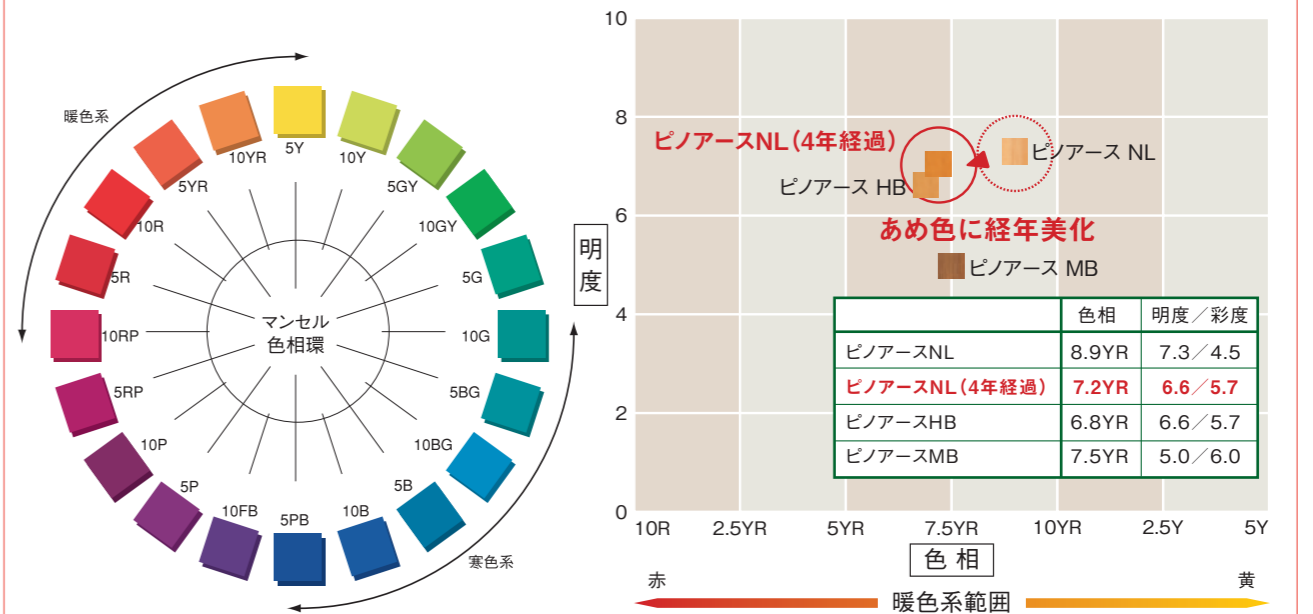 暖色系
5Y
10Y
5GY
10GY
5G
10G
5BG
10BG
5B
10B
5PB
10FB
5P
10P
5RP
10RP
5R
10R
5YR
10YR
マンセル
色相環
寒色系
明度
10
8
6
4
2
0
ピノアースNL(4年経過)
ピノアース NL
ピノアース HB
あめ色に経年美化
ピノアース MB
色相 明度/彩度
ピノアースNL 8.9YR 7.3/4.5
ピノアースNL(4年経過) 7.2YR 6.6/5.7
ピノアースHB 6.8YR 6.6/5.7
ピノアースMB 7.5YR 5.0/6.0
10R 2.5YR 5YR 7.5YR 10YR 2.5Y 5Y
色相
赤 黄
暖色系範囲